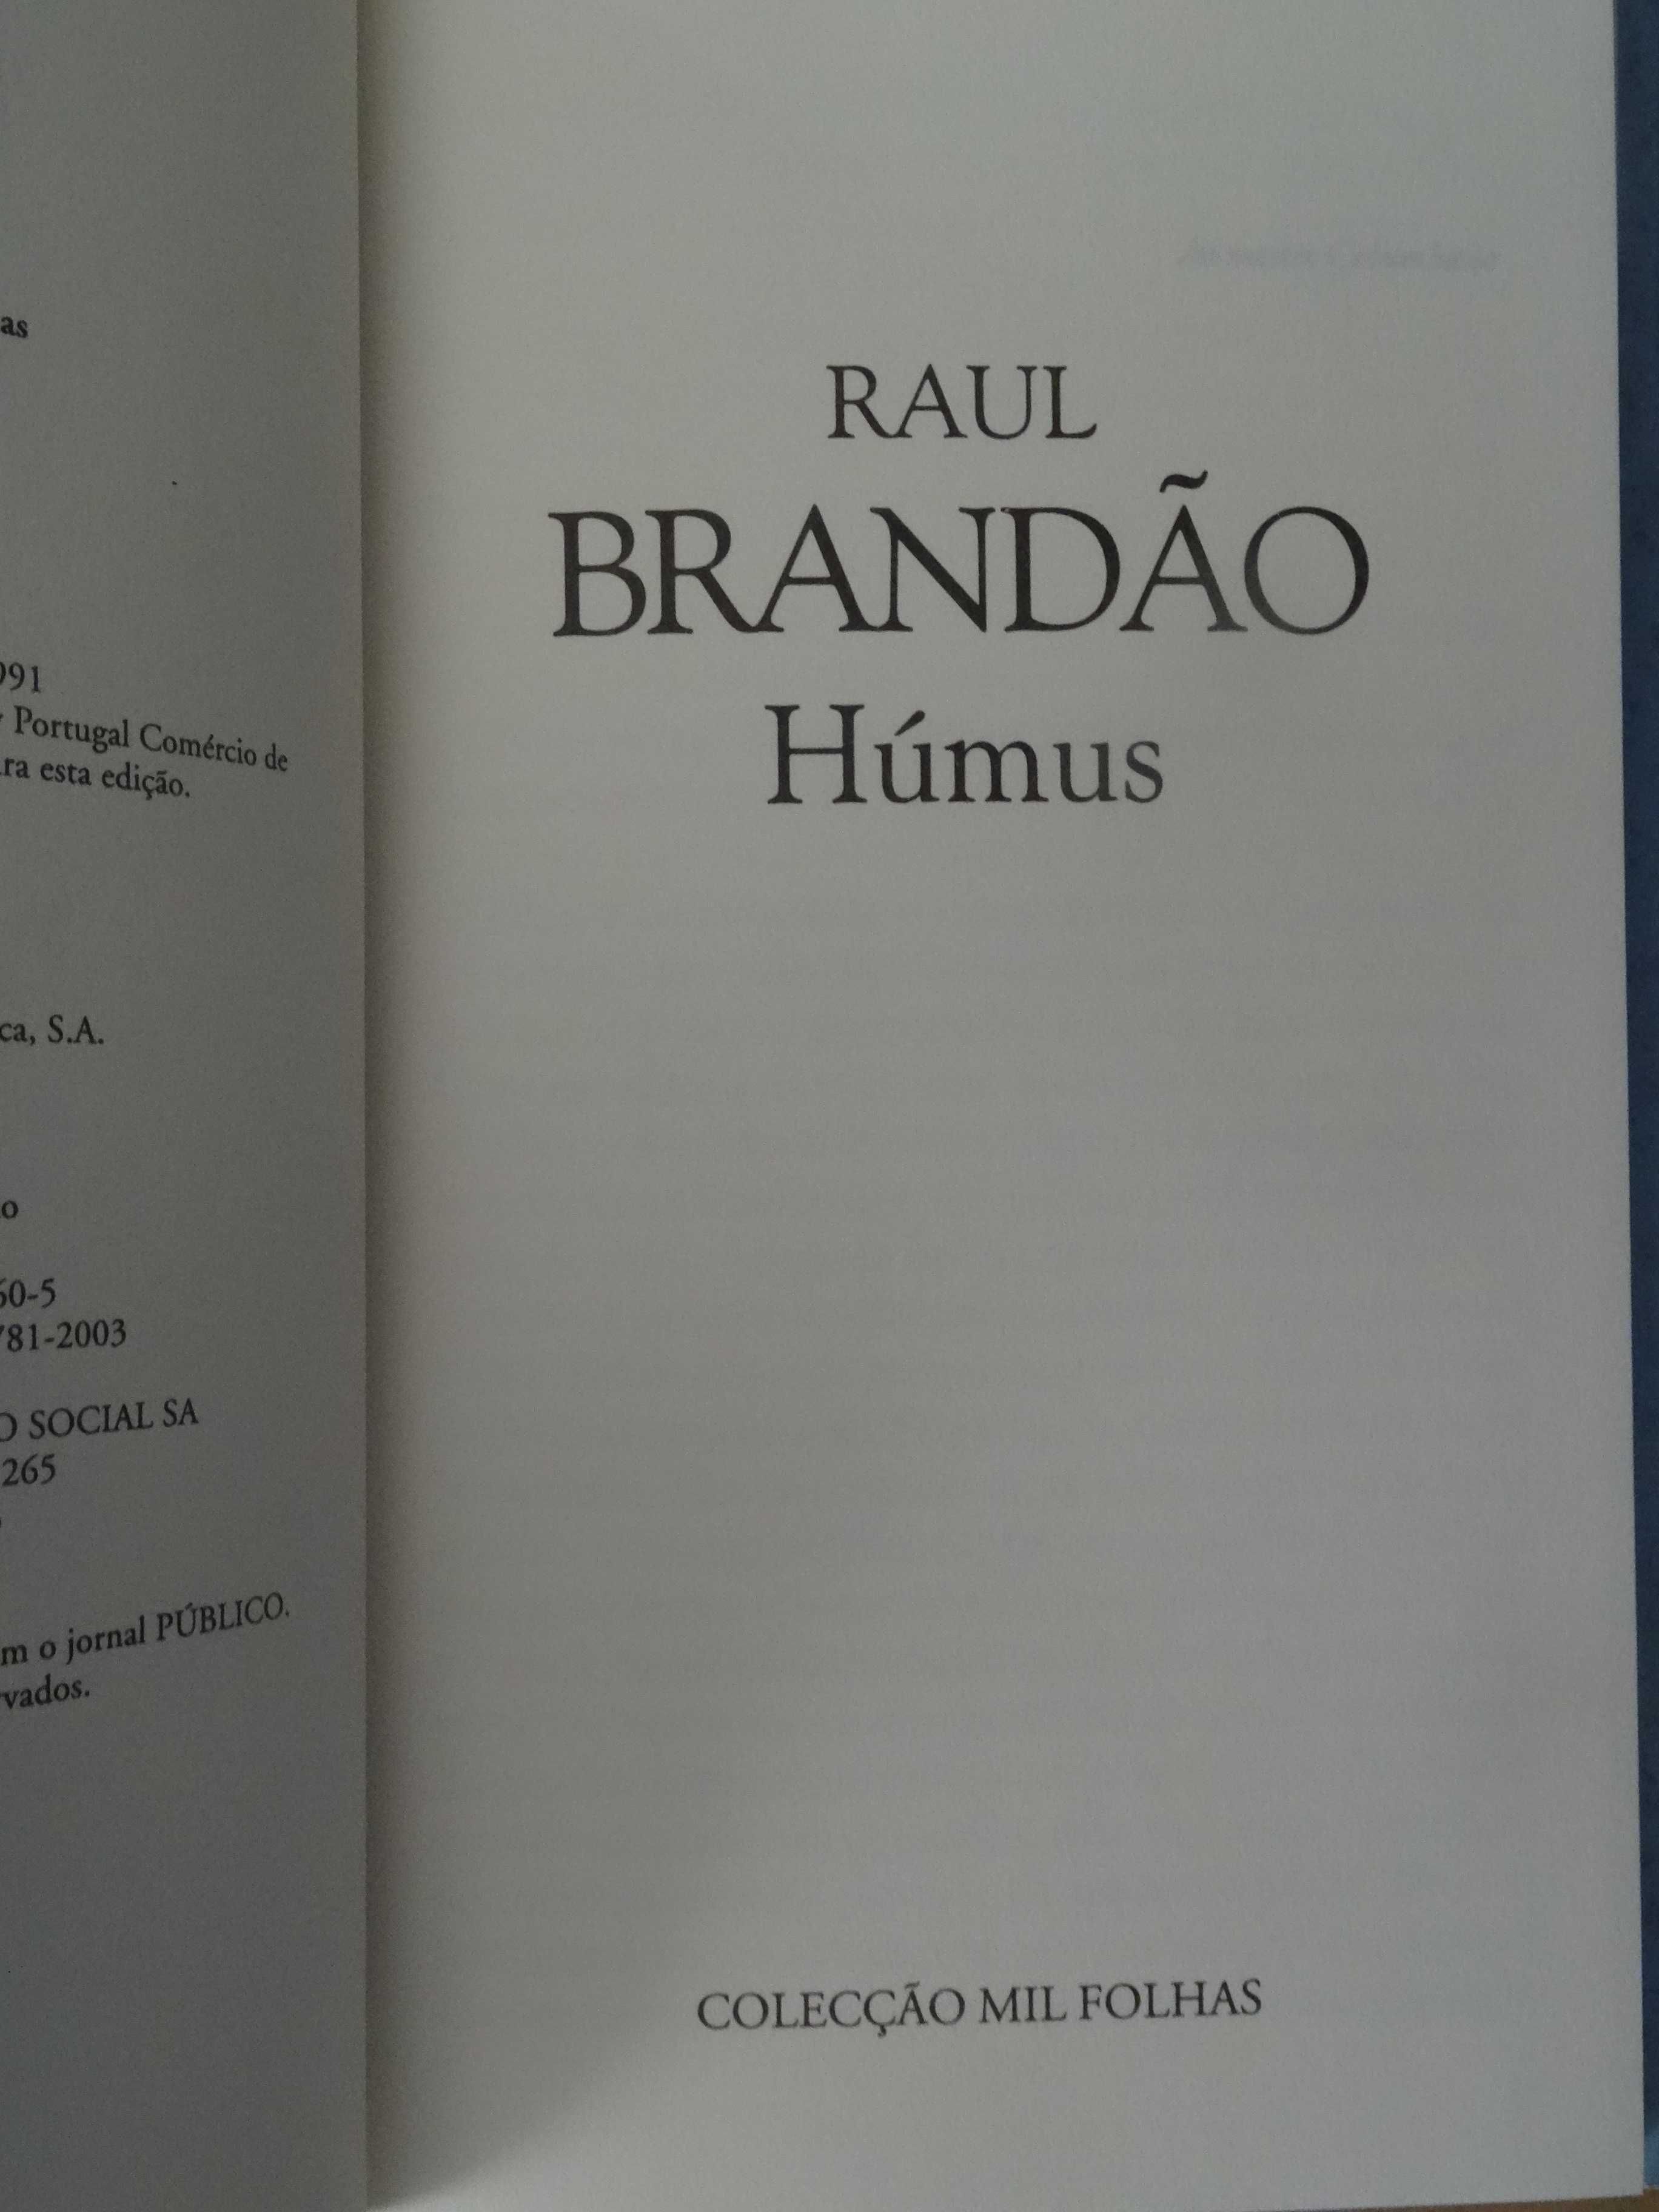 as
991
Portugal Comércio de
ra esta edição.
ca, S.A.
o
60-5
781-2003
O SOCIAL SA
265
m o jornal PÚBLICO.
vados.
RAUL
BRANDÃO
Húmus
COLECÇÃO MIL FOLHAS